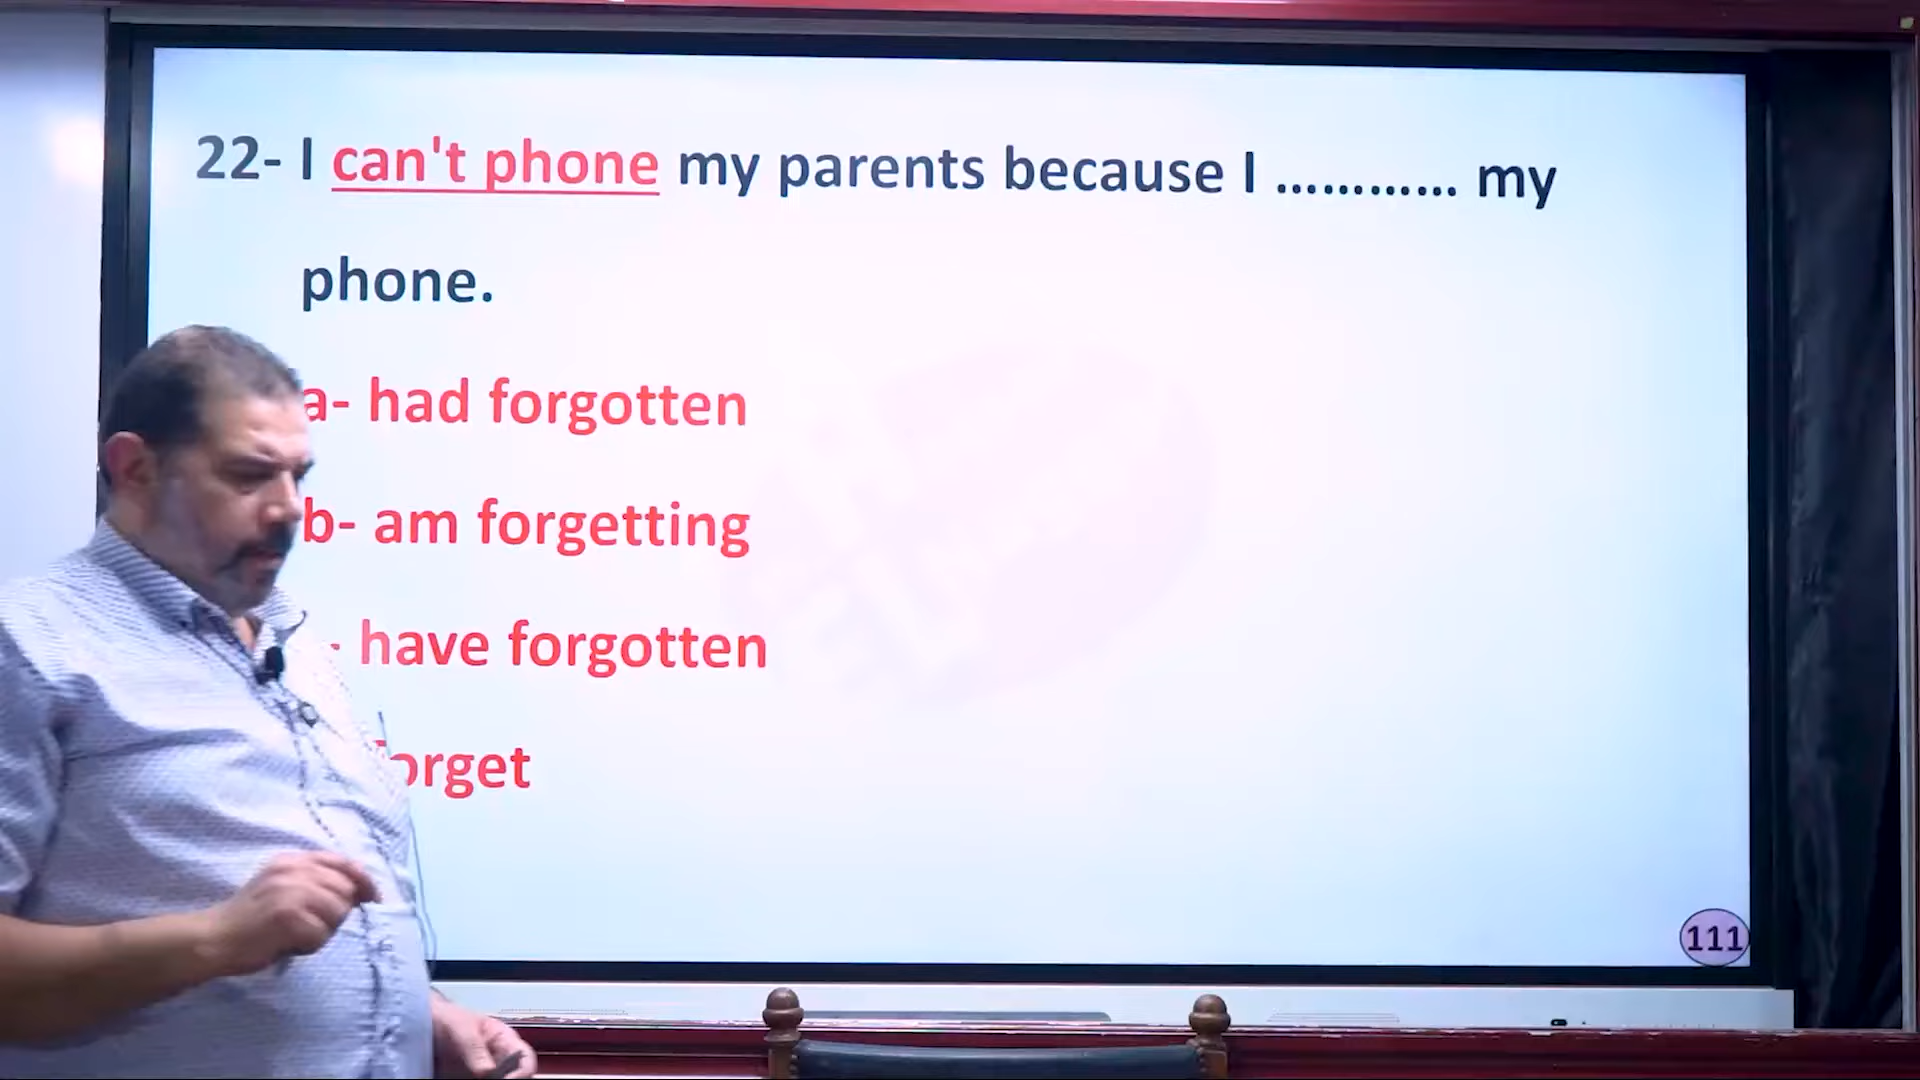 22- I can't phone my parents because I ............ my
phone.
a- had forgotten
b- am forgetting
- have forgotten
orget
111